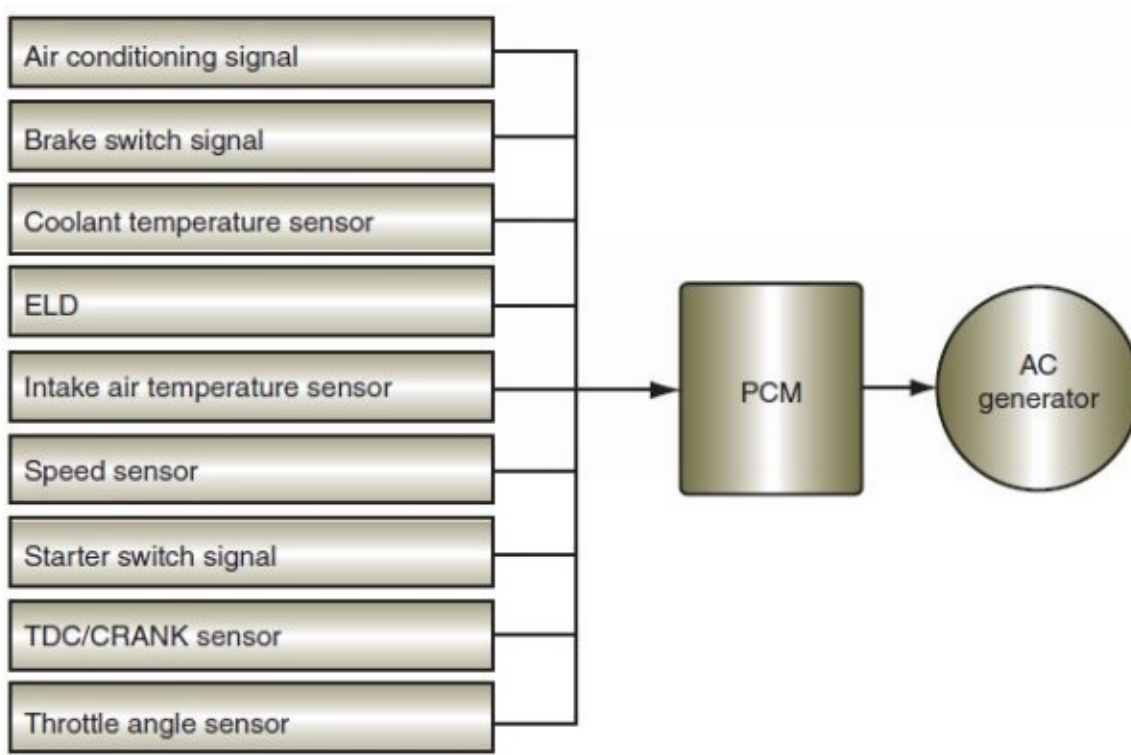 Air conditioning signal
Brake switch signal
Coolant temperature sensor
ELD
Intake air temperature sensor
Speed sensor
Starter switch signal
TDC/CRANK sensor
Throttle angle sensor
PCM
AC
generator